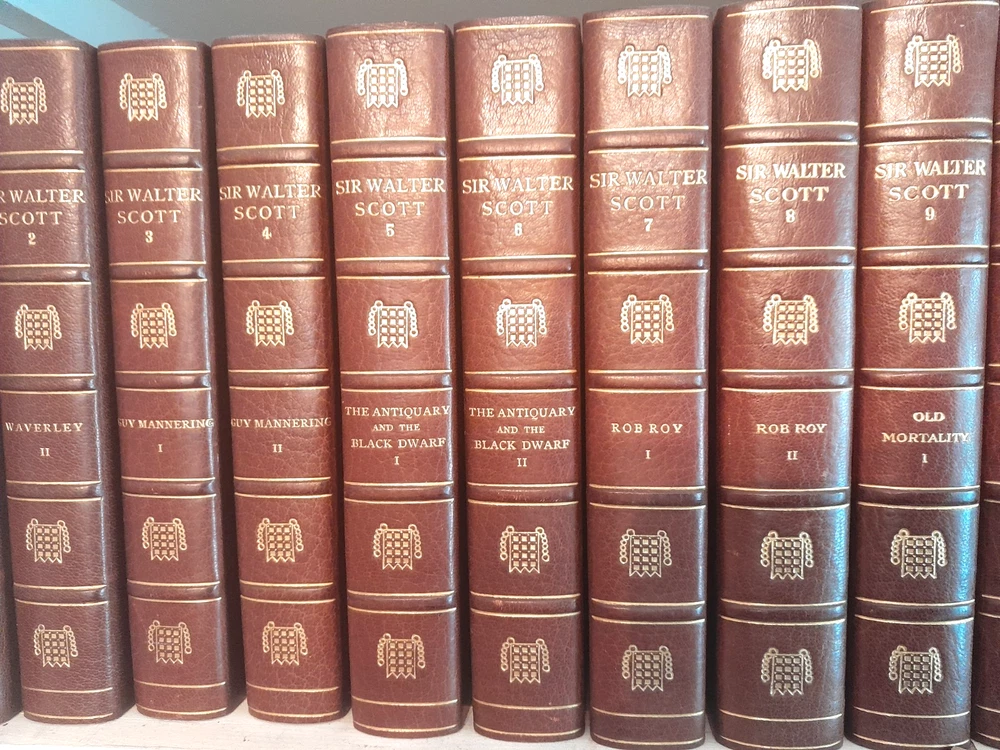 R WALTER
SCOTT
2
WAVERLEY
II
SIR WALTER
SCOTT
3
GUY MANNERING
I
SIR WALTER
SCOTT
4
GUY MANNERING
II
SIR WALTER
SCOTT
5
THE ANTIQUARY
AND THE
BLACK DWARF
I
SIR WALTER
SCOTT
6
THE ANTIQUARY
AND THE
BLACK DWARF
II
SIR WALTER
SCOTT
7
ROB ROY
I
SIR WALTER
SCOTT
8
ROB ROY
II
SIR WALTER
SCOTT
9
OLD
MORTALITY
I